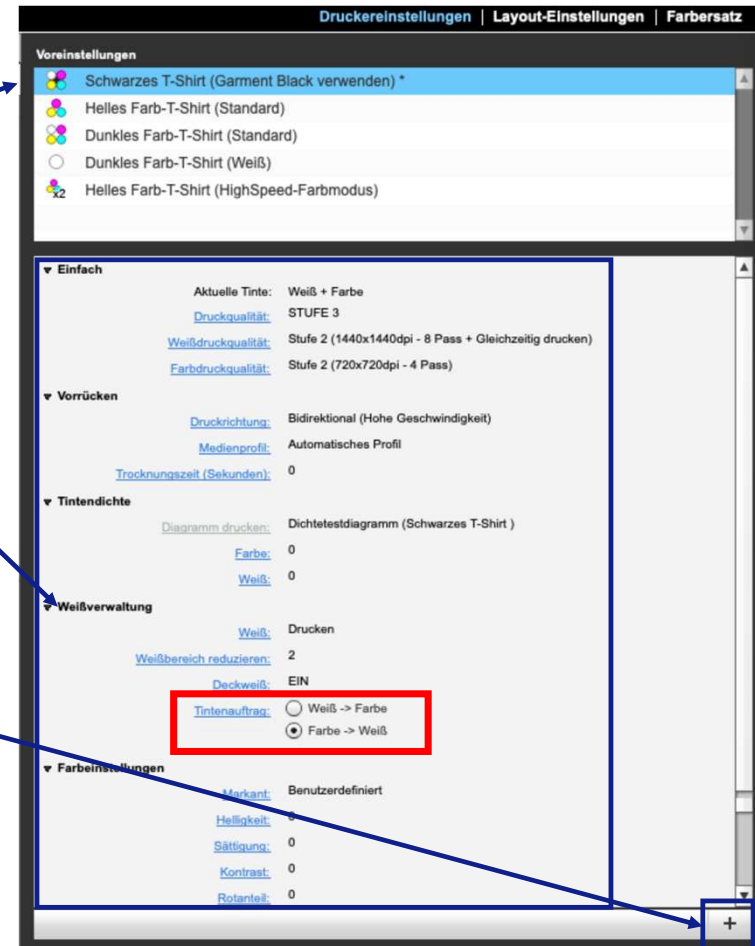 Druckereinstellungen | Layout-Einstellungen | Farbersatz
Voreinstellungen
Schwarzes T-Shirt (Garment Black verwenden) *
Helles Farb-T-Shirt (Standard)
Dunkles Farb-T-Shirt (Standard)
Dunkles Farb-T-Shirt (Weiß)
x2 Helles Farb-T-Shirt (HighSpeed-Farbmodus)
Einfach
Aktuelle Tinte: Weiß + Farbe
Druckqualität: STUFE 3
Weißdruckqualität: Stufe 2 (1440x1440dpi - 8 Pass + Gleichzeitig drucken)
Farbdruckqualität: Stufe 2 (720x720dpi - 4 Pass)
Vorrücken
Druckrichtung: Bidirektional (Hohe Geschwindigkeit)
Medienprofil: Automatisches Profil
Trocknungszeit (Sekunden): 0
Tintendichte
Diagramm drucken: Dichtetestdiagramm (Schwarzes T-Shirt )
Farbe: 0
Weiß: 0
Weißverwaltung
Weiß: Drucken
Weißbereich reduzieren: 2
Deckweiß: EIN
Tintenauftrag: Weiß -> Farbe
Farbe -> Weiß
Farbeinstellungen
Markant: Benutzerdefiniert
Helligkeit:
Sättigung: 0
Kontrast: 0
Rotanteil: 0
+